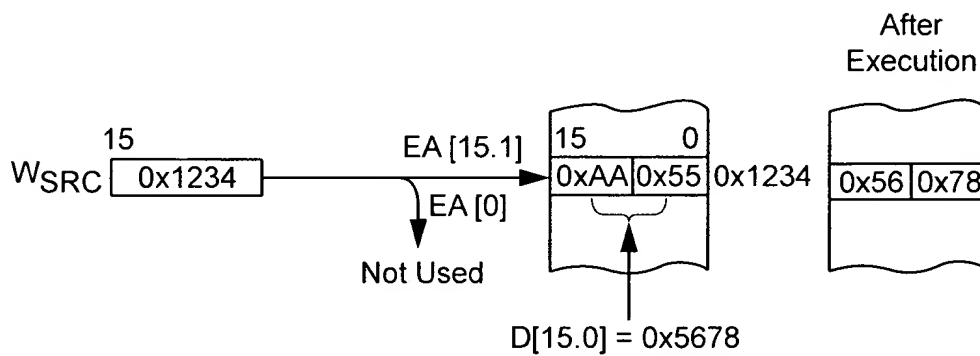 After
Execution
15
15 0
WSRC 0x1234 EA [15.1] 0xAA 0x55 0x1234 0x56 0x78
EA [0]
Not Used
D[15.0] = 0x5678